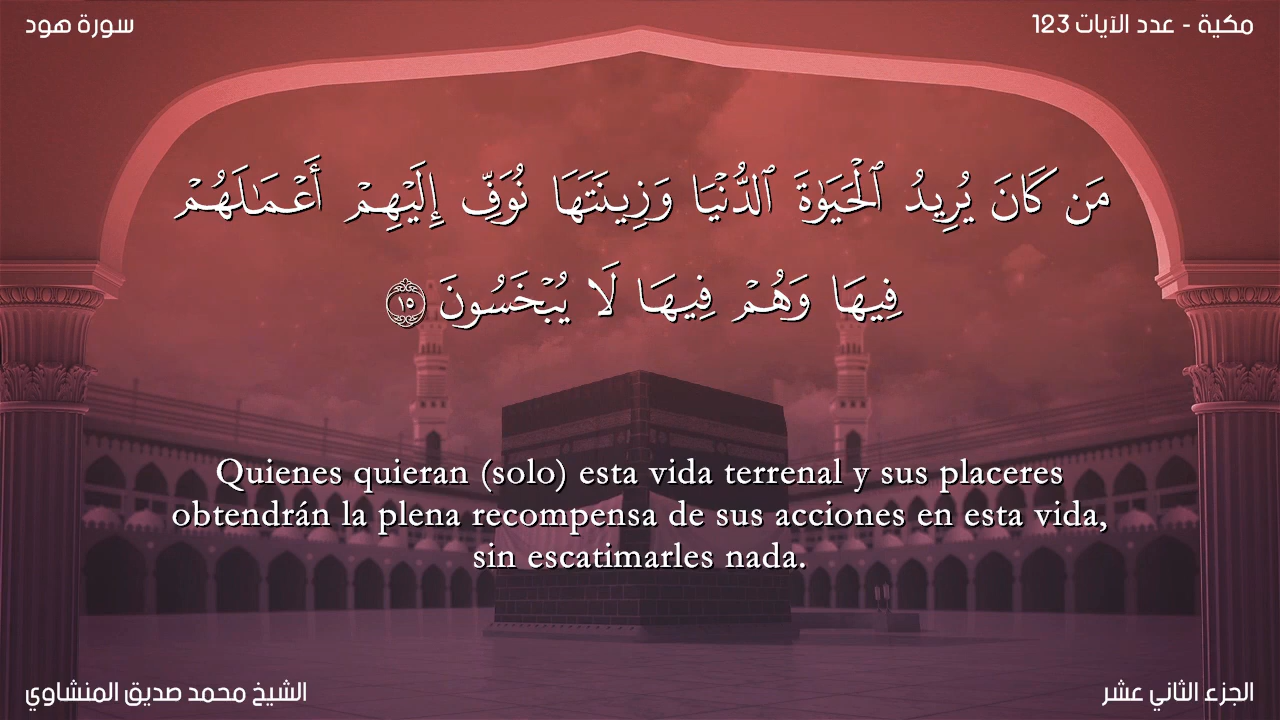 سورة هود
مكية - عدد الآيات 123
مَن كَانَ يُرِيدُ ٱلْحَيَوٰةَ ٱلدُّنْيَا وَزِينَتَهَا نُوَفِّ إِلَيْهِمْ أَعْمَـٰلَهُمْ
فِيهَا وَهُمْ فِيهَا لَا يُبْخَسُونَ ١٥
Quienes quieran (solo) esta vida terrenal y sus placeres
obtendrán la plena recompensa de sus acciones en esta vida,
sin escatimarles nada.
الشيخ محمد صديق المنشاوي
الجزء الثاني عشر